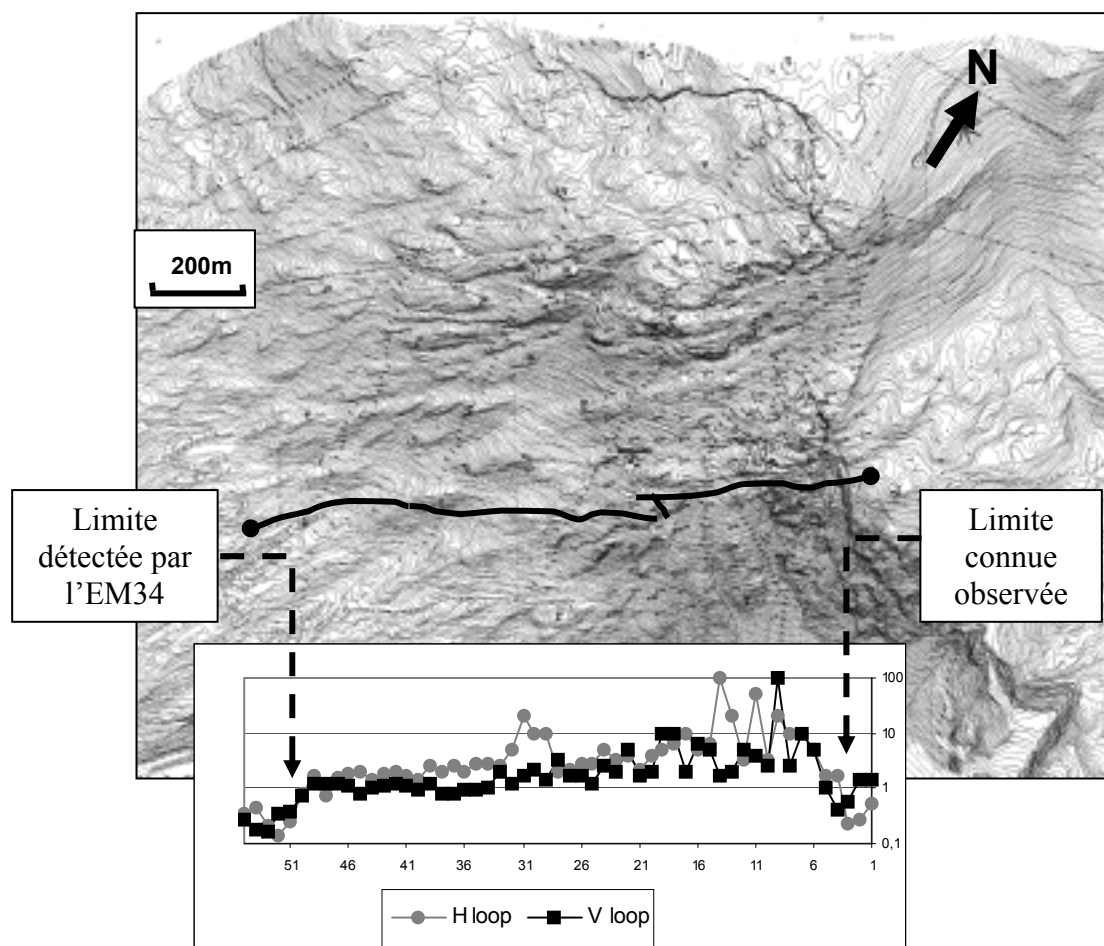 N
200m
Limite
détectée par
l'EM34
Limite
connue
observée
100
10
1
0,1
51 46 41 36 31 26 21 16 11 6 1
H loop V loop